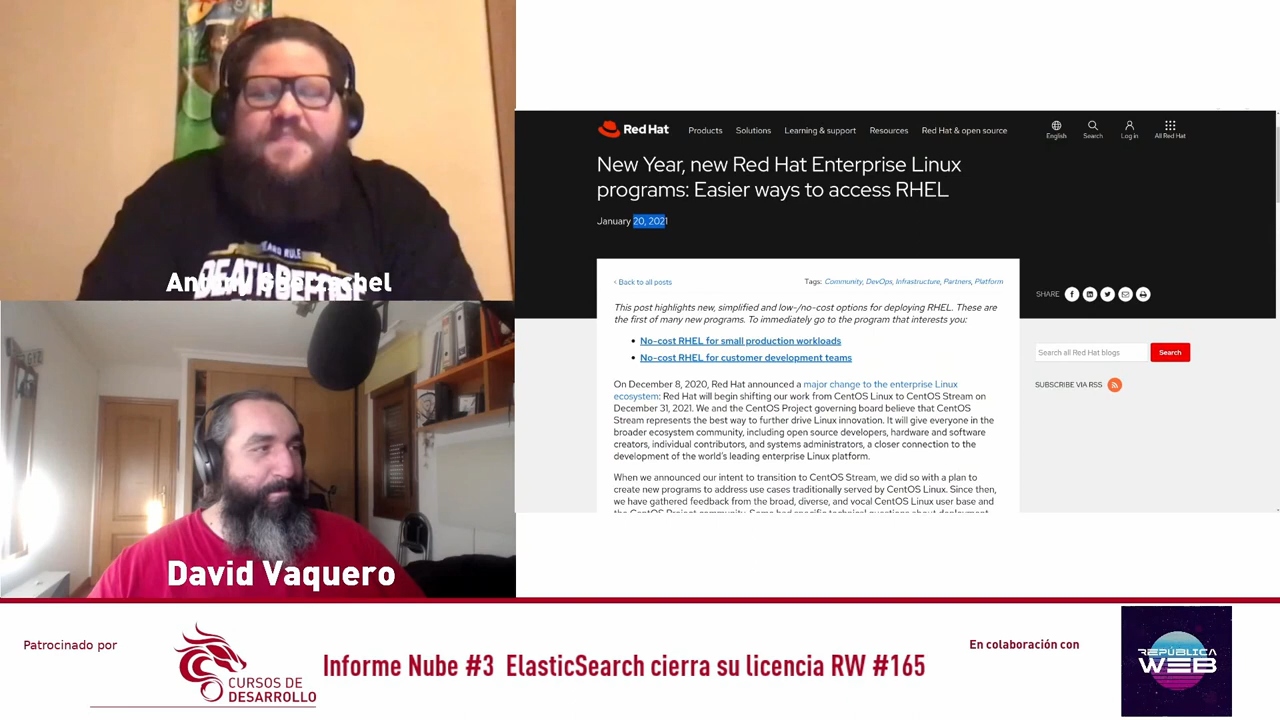 DEATH DEFYING
David Vaquero
Red Hat
Products
Solutions
Learning & support
Resources
Red Hat & open source
English
Search
Log in
All Red Hat
New Year, new Red Hat Enterprise Linux
programs: Easier ways to access RHEL
January 20, 2021
‹ Back to all posts
Tags: Community, DevOps, Infrastructure, Partners, Platform
This post highlights new, simplified and low-/no-cost options for deploying RHEL. These are
the first of many new programs. To immediately go to the program that interests you:
• No-cost RHEL for small production workloads
• No-cost RHEL for customer development teams
On December 8, 2020, Red Hat announced a major change to the enterprise Linux
ecosystem: Red Hat will begin shifting our work from CentOS Linux to CentOS Stream on
December 31, 2021. We and the CentOS Project governing board believe that CentOS
Stream represents the best way to further drive Linux innovation. It will give everyone in the
broader ecosystem community, including open source developers, hardware and software
creators, individual contributors, and systems administrators, a closer connection to the
development of the world's leading enterprise Linux platform.
When we announced our intent to transition to CentOS Stream, we did so with a plan to
create new programs to address use cases traditionally served by CentOS Linux. Since then,
we have gathered feedback from the broad, diverse, and vocal CentOS Linux user base and
the CentOS Project community. Some had specific technical questions about deployment
SHARE
Search all Red Hat blogs
Search
SUBSCRIBE VIA RSS
Patrocinado por
CURSOS DE
DESARROLLO
Informe Nube #3 ElasticSearch cierra su licencia RW #165
En colaboración con
REPÚBLICA
WEB